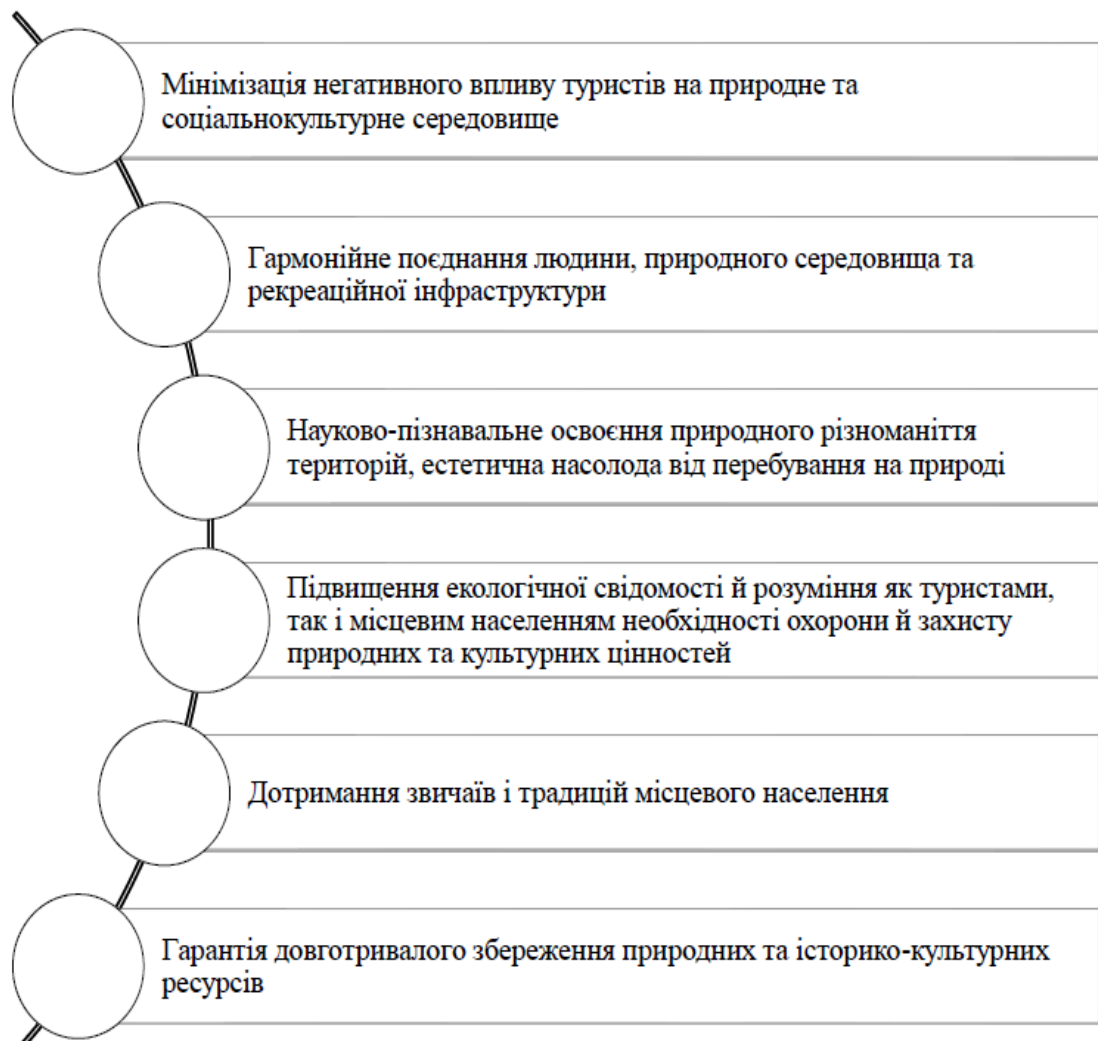 Мінімізація негативного впливу туристів на природне та
соціальнокультурне середовище
Гармонійне поєднання людини, природного середовища та
рекреаційної інфраструктури
Науково-пізнавальне освоєння природного різноманіття
територій, естетична насолода від перебування на природі
Підвищення екологічної свідомості й розуміння як туристами,
так і місцевим населенням необхідності охорони й захисту
природних та культурних цінностей
Дотримання звичаїв і традицій місцевого населення
Гарантія довготривалого збереження природних та історико-культурних
ресурсів